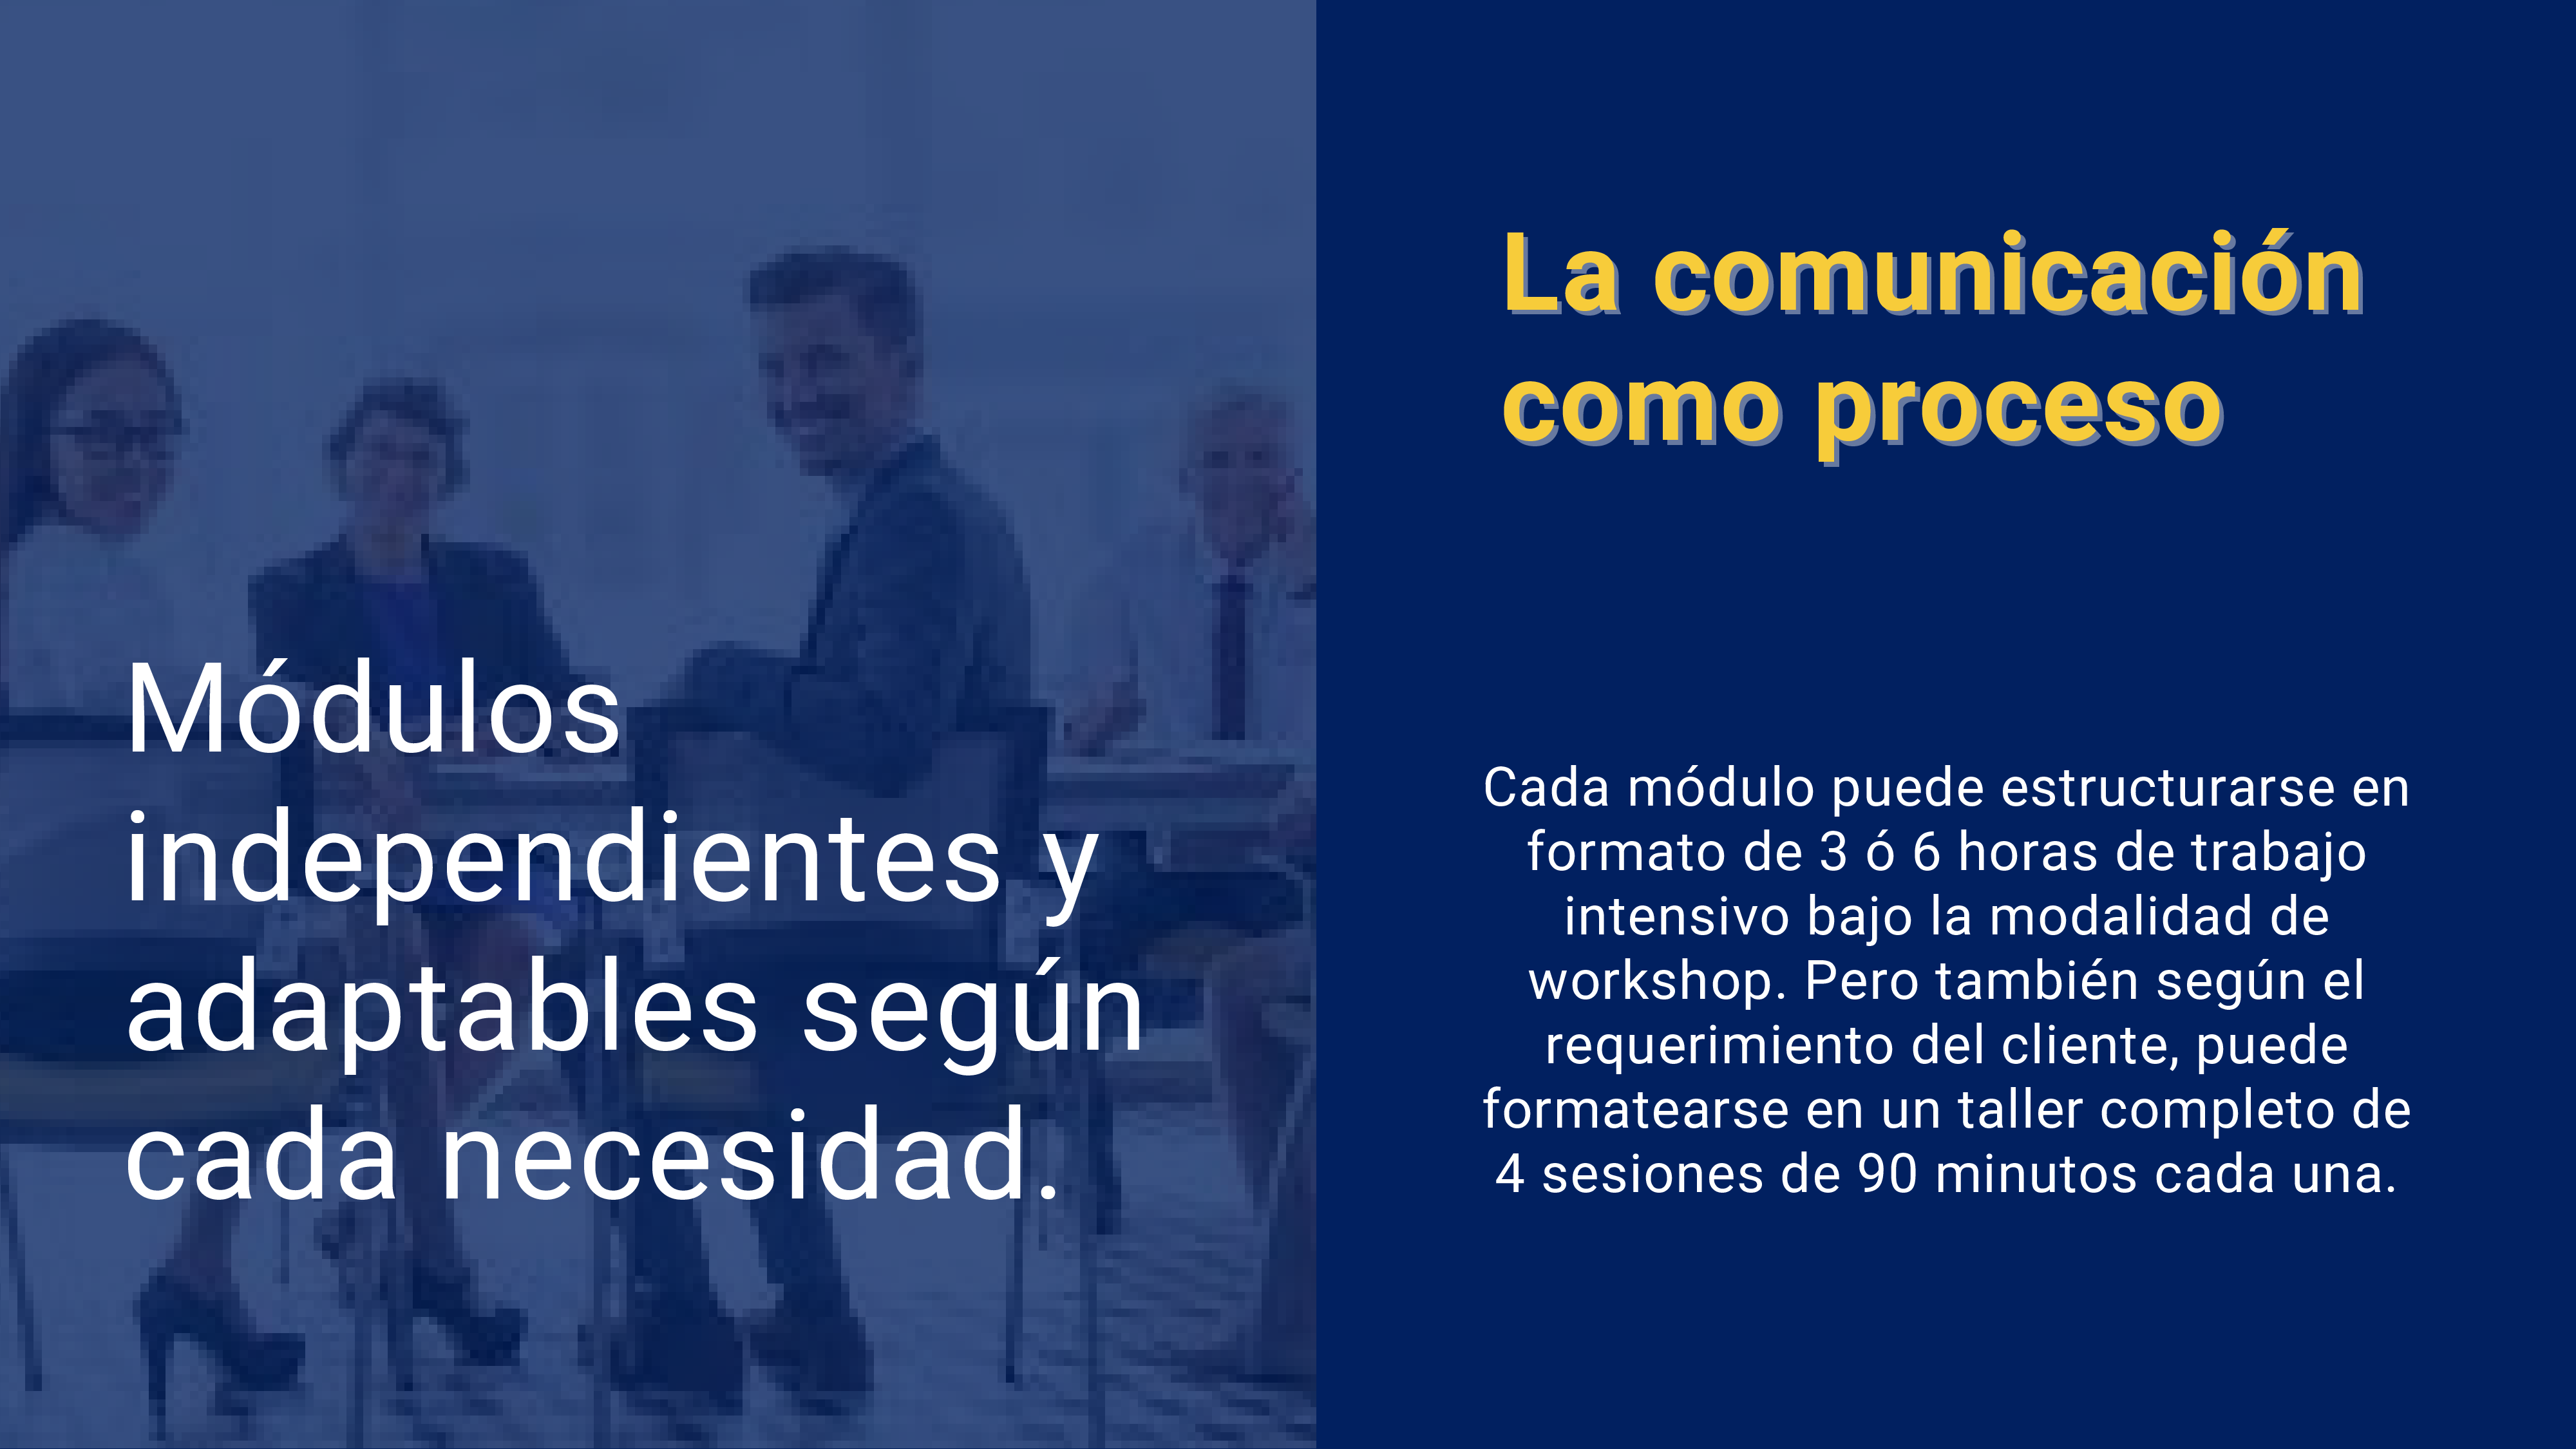 Módulos
independientes y
adaptables según
cada necesidad.
La comunicación
como proceso
Cada módulo puede estructurarse en
formato de 3 ó 6 horas de trabajo
intensivo bajo la modalidad de
workshop. Pero también según el
requerimiento del cliente, puede
formatearse en un taller completo de
4 sesiones de 90 minutos cada una.